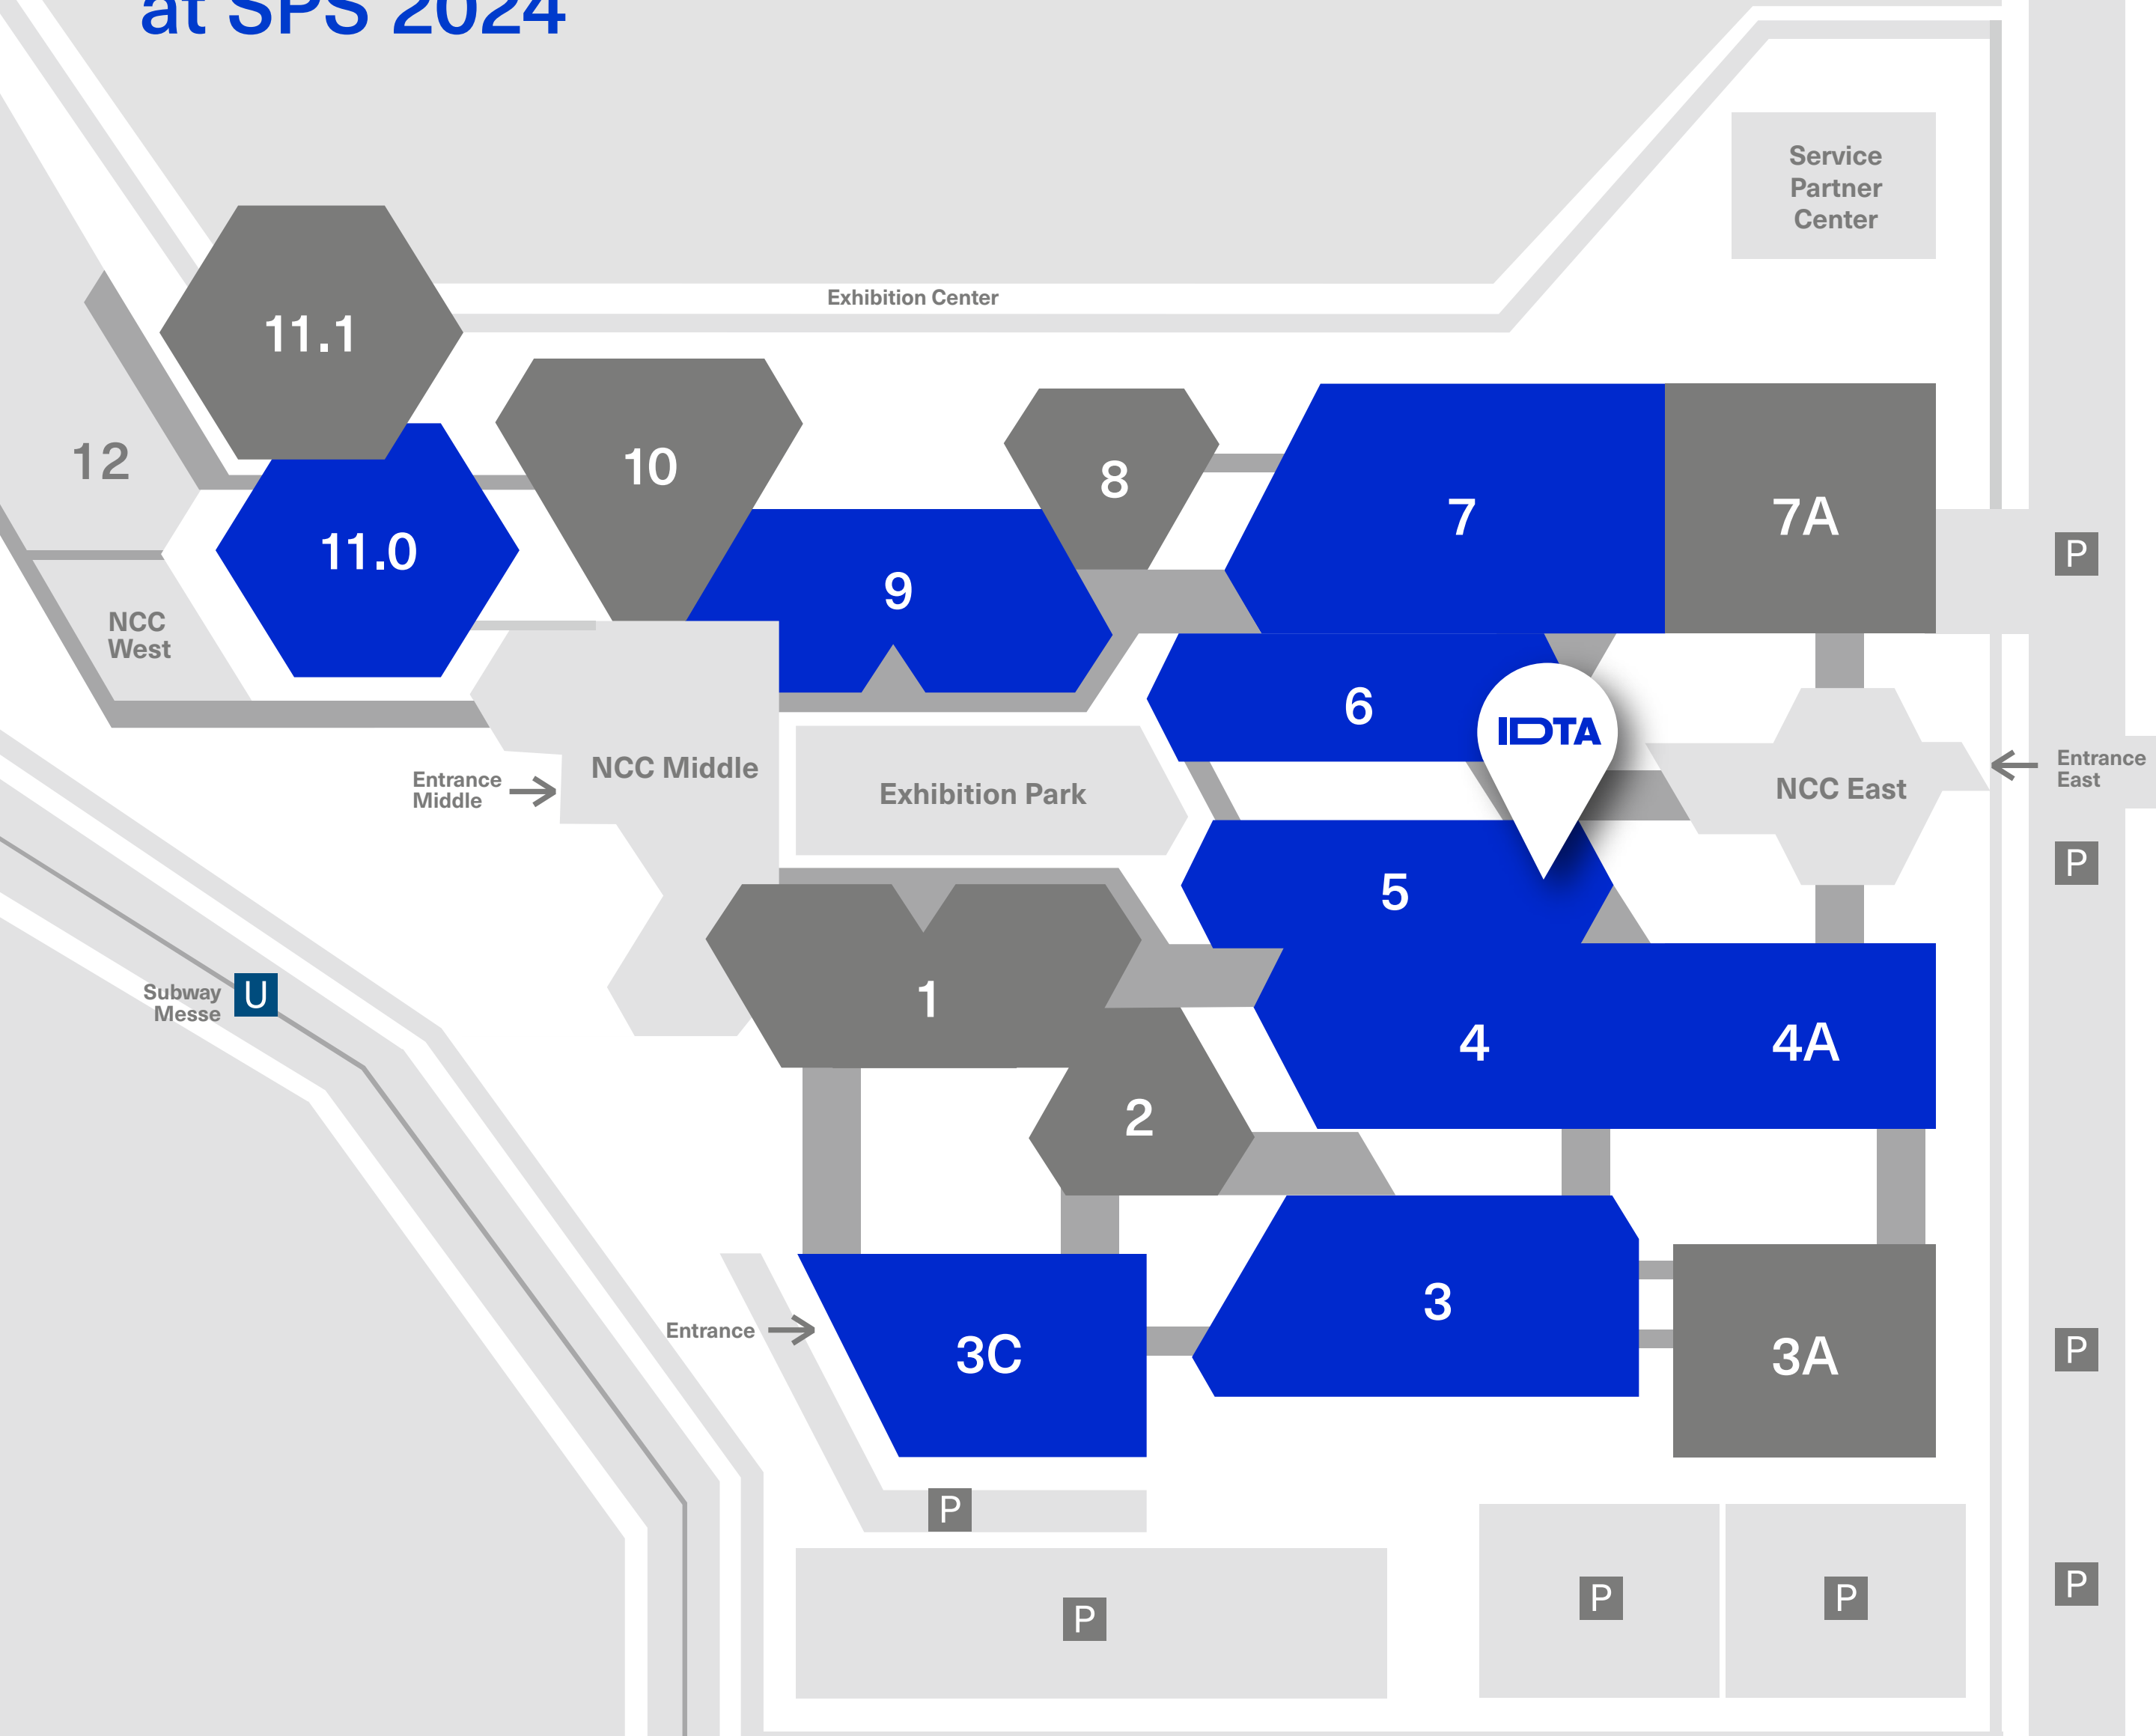 at SPS 2024
Service
Partner
Center
Exhibition Center
11.1
12
10
8
7
7A
11.0
9
P
NCC
West
6
IDTA
NCC Middle
Entrance
Middle
Exhibition Park
NCC East
Entrance
East
P
5
Subway
Messe
U
1
4
4A
2
3
Entrance
3C
3A
P
P
P
P
P
P